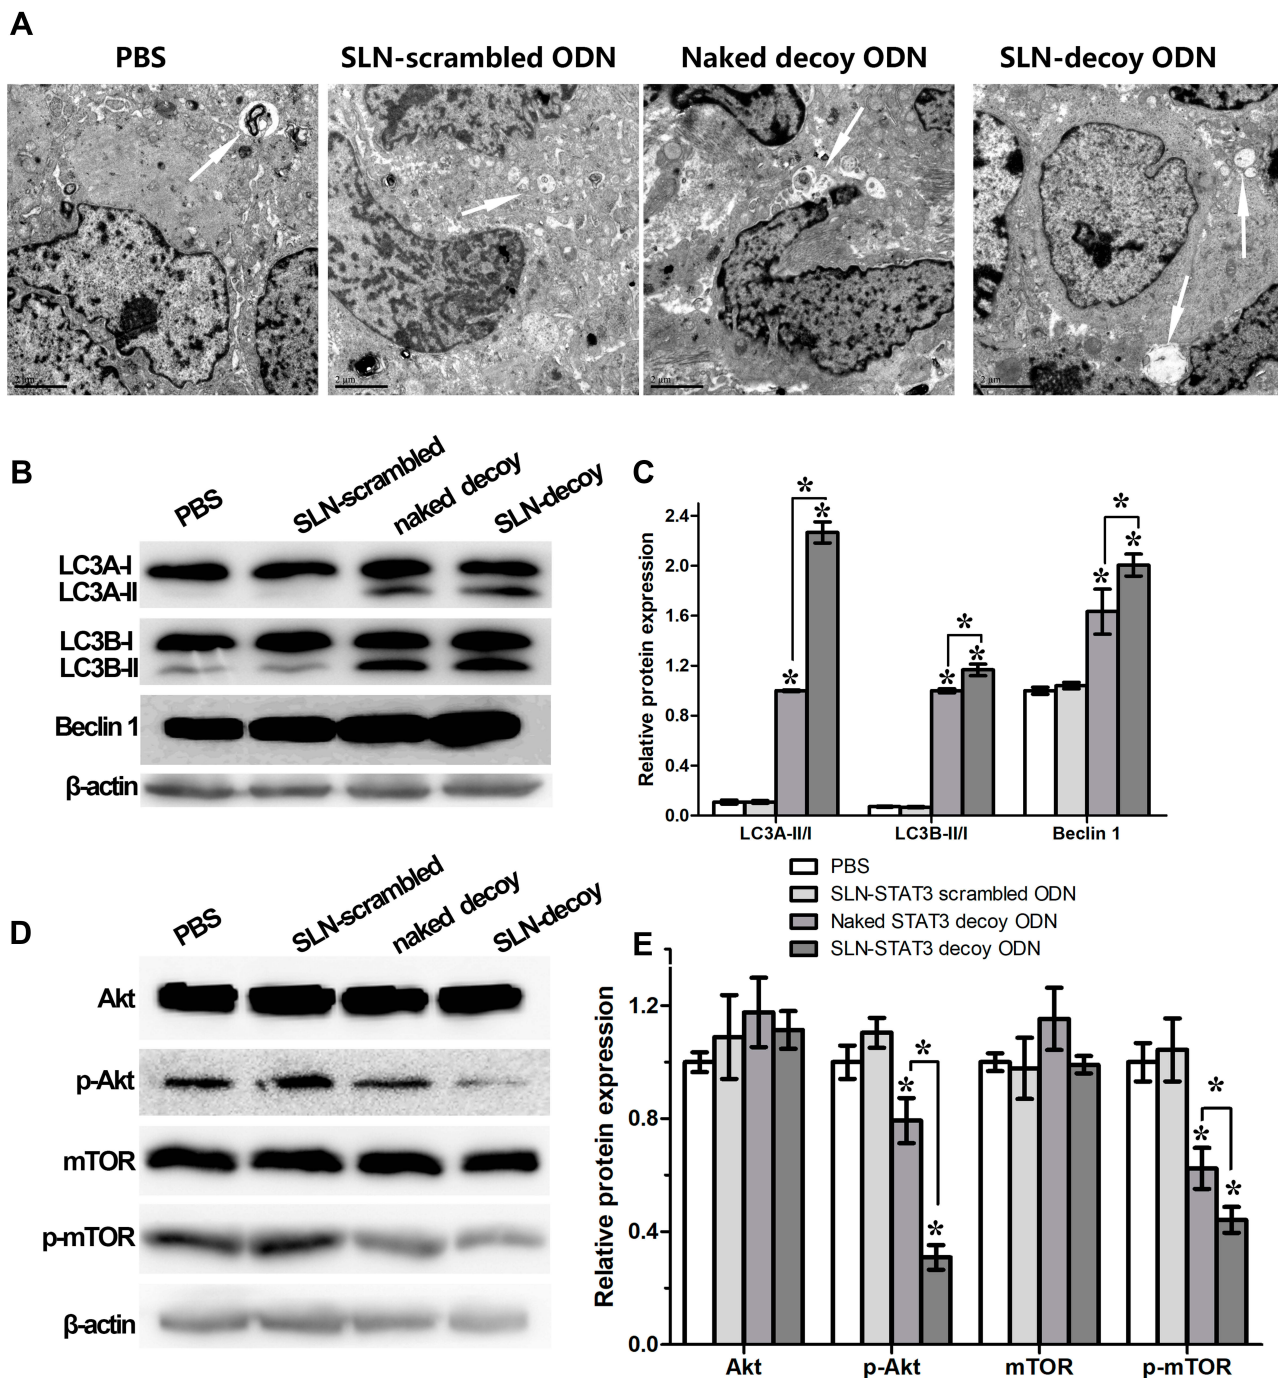 A
PBS
SLN-scrambled ODN
Naked decoy ODN
SLN-decoy ODN
2 μm
2 μm
2 μm
2 μm
B
PBS
SLN-scrambled
naked decoy
SLN-decoy
LC3A-I
LC3A-II
LC3B-I
LC3B-II
Beclin 1
β-actin
C
Relative protein expression
2.4
2.0
1.6
1.2
0.8
0.4
0.0
* * * * * * * * *
LC3A-II/I
LC3B-II/I
Beclin 1
PBS
SLN-STAT3 scrambled ODN
Naked STAT3 decoy ODN
SLN-STAT3 decoy ODN
D
PBS
SLN-scrambled
naked decoy
SLN-decoy
Akt
p-Akt
mTOR
p-mTOR
β-actin
E
Relative protein expression
1.2
0.8
0.4
0.0
* * * * * *
Akt
p-Akt
mTOR
p-mTOR